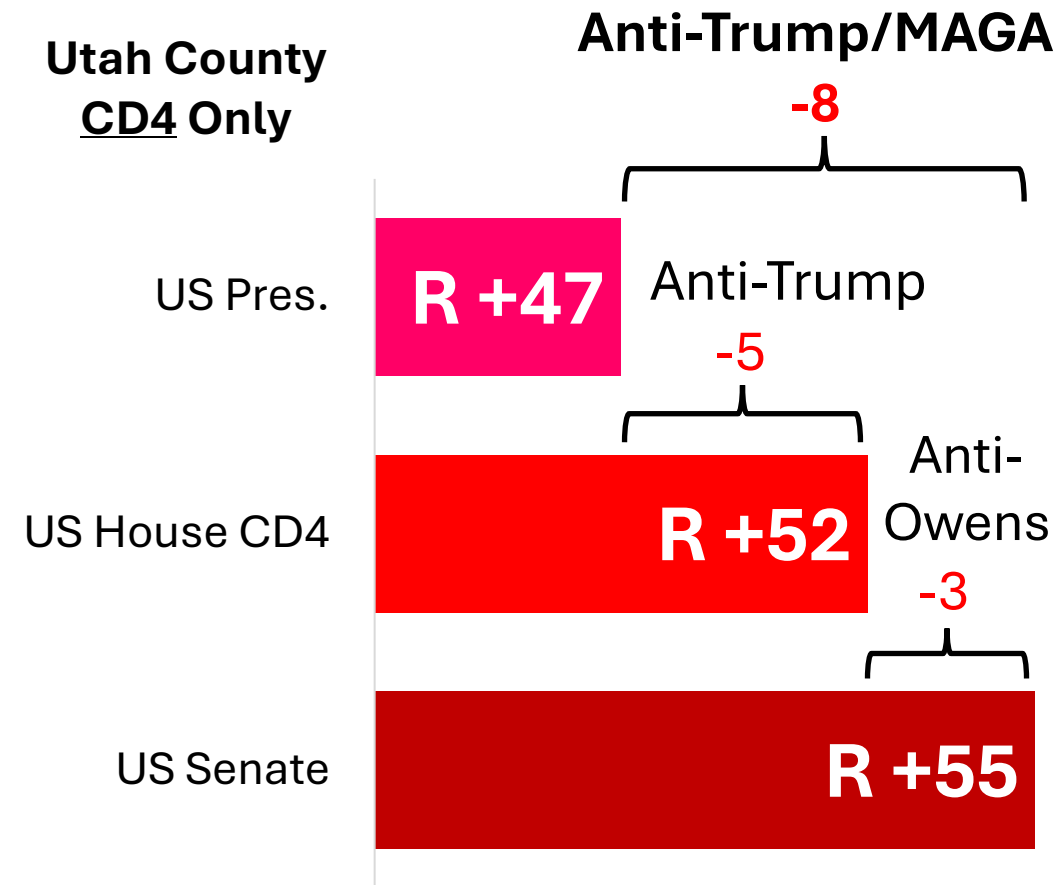 Utah County
CD4 Only
Anti-Trump/MAGA
-8
US Pres.
R +47
Anti-Trump
-5
US House CD4
R +52
Anti-
Owens
-3
US Senate
R +55